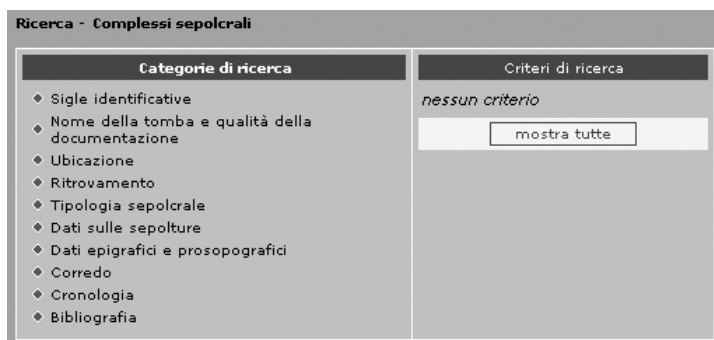 Ricerca - Complessi sepolcrali
Categorie di ricerca
Sigle identificative
Nome della tomba e qualità della
documentazione
Ubicazione
Ritrovamento
Tipologia sepolcrale
Dati sulle sepolture
Dati epigrafici e prosopografici
Corredo
Cronologia
Bibliografia
Criteri di ricerca
nessun criterio
mostra tutte